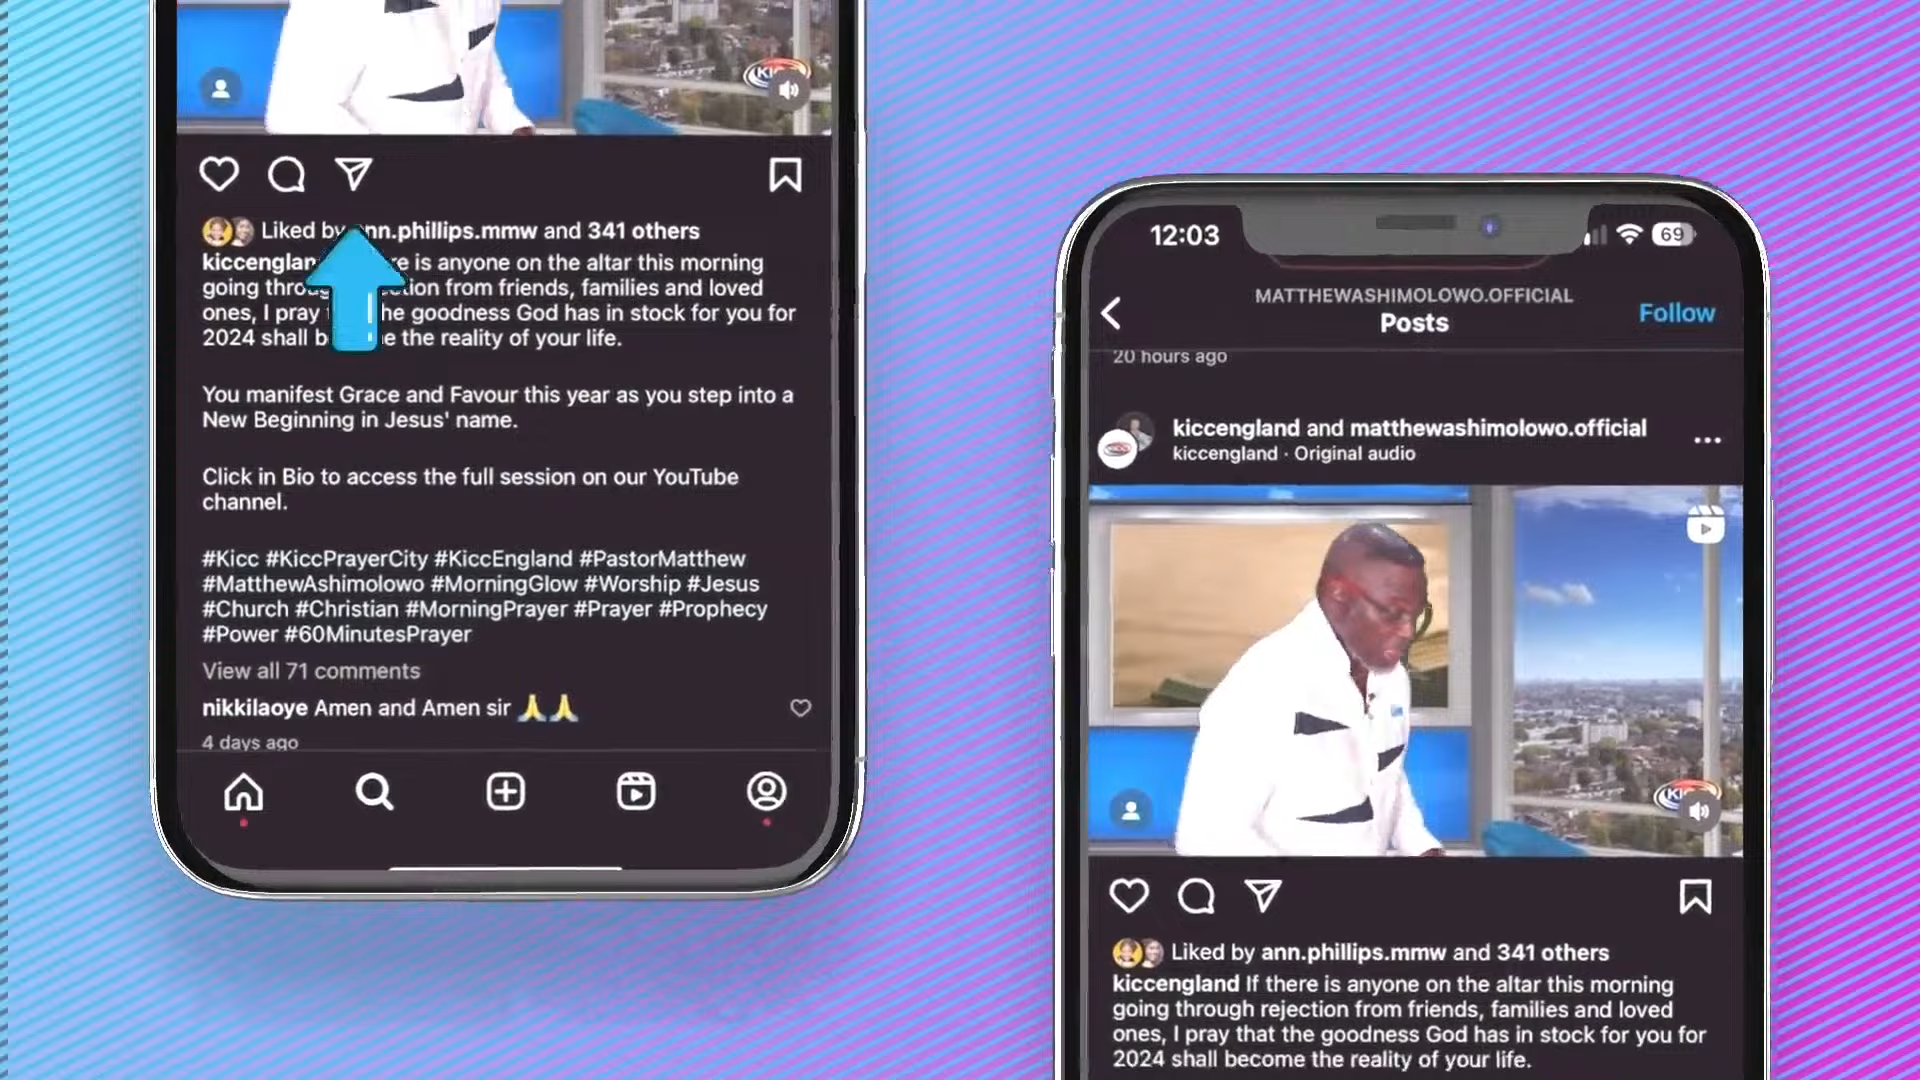 Liked by ann.phillips.mmw and 341 others
is anyone on the altar this morning
going from friends, families and loved
ones, I pray the goodness God has in stock for you for
2024 shall the reality of your life.
You manifest Grace and Favour this year as you step into a
New Beginning in Jesus' name.
Click in Bio to access the full session on our YouTube
channel.
#Kicc #KiccPrayerCity #KiccEngland #PastorMatthew
#MatthewAshimolowo #MorningGlow #Worship #Jesus
#Church #Christian #MorningPrayer #Prayer #Prophecy
#Power #60MinutesPrayer
View all 71 comments
nikkilaoye Amen and Amen sir 🙏🙏
4 days ago
12:03
69
MATTHEWASHIMOLOWO.OFFICIAL
Posts
Follow
20 hours ago
kiccengland and matthewashimolowo.official
kiccengland · Original audio
Liked by ann.phillips.mmw and 341 others
kiccengland If there is anyone on the altar this morning
going through rejection from friends, families and loved
ones, I pray that the goodness God has in stock for you for
2024 shall become the reality of your life.